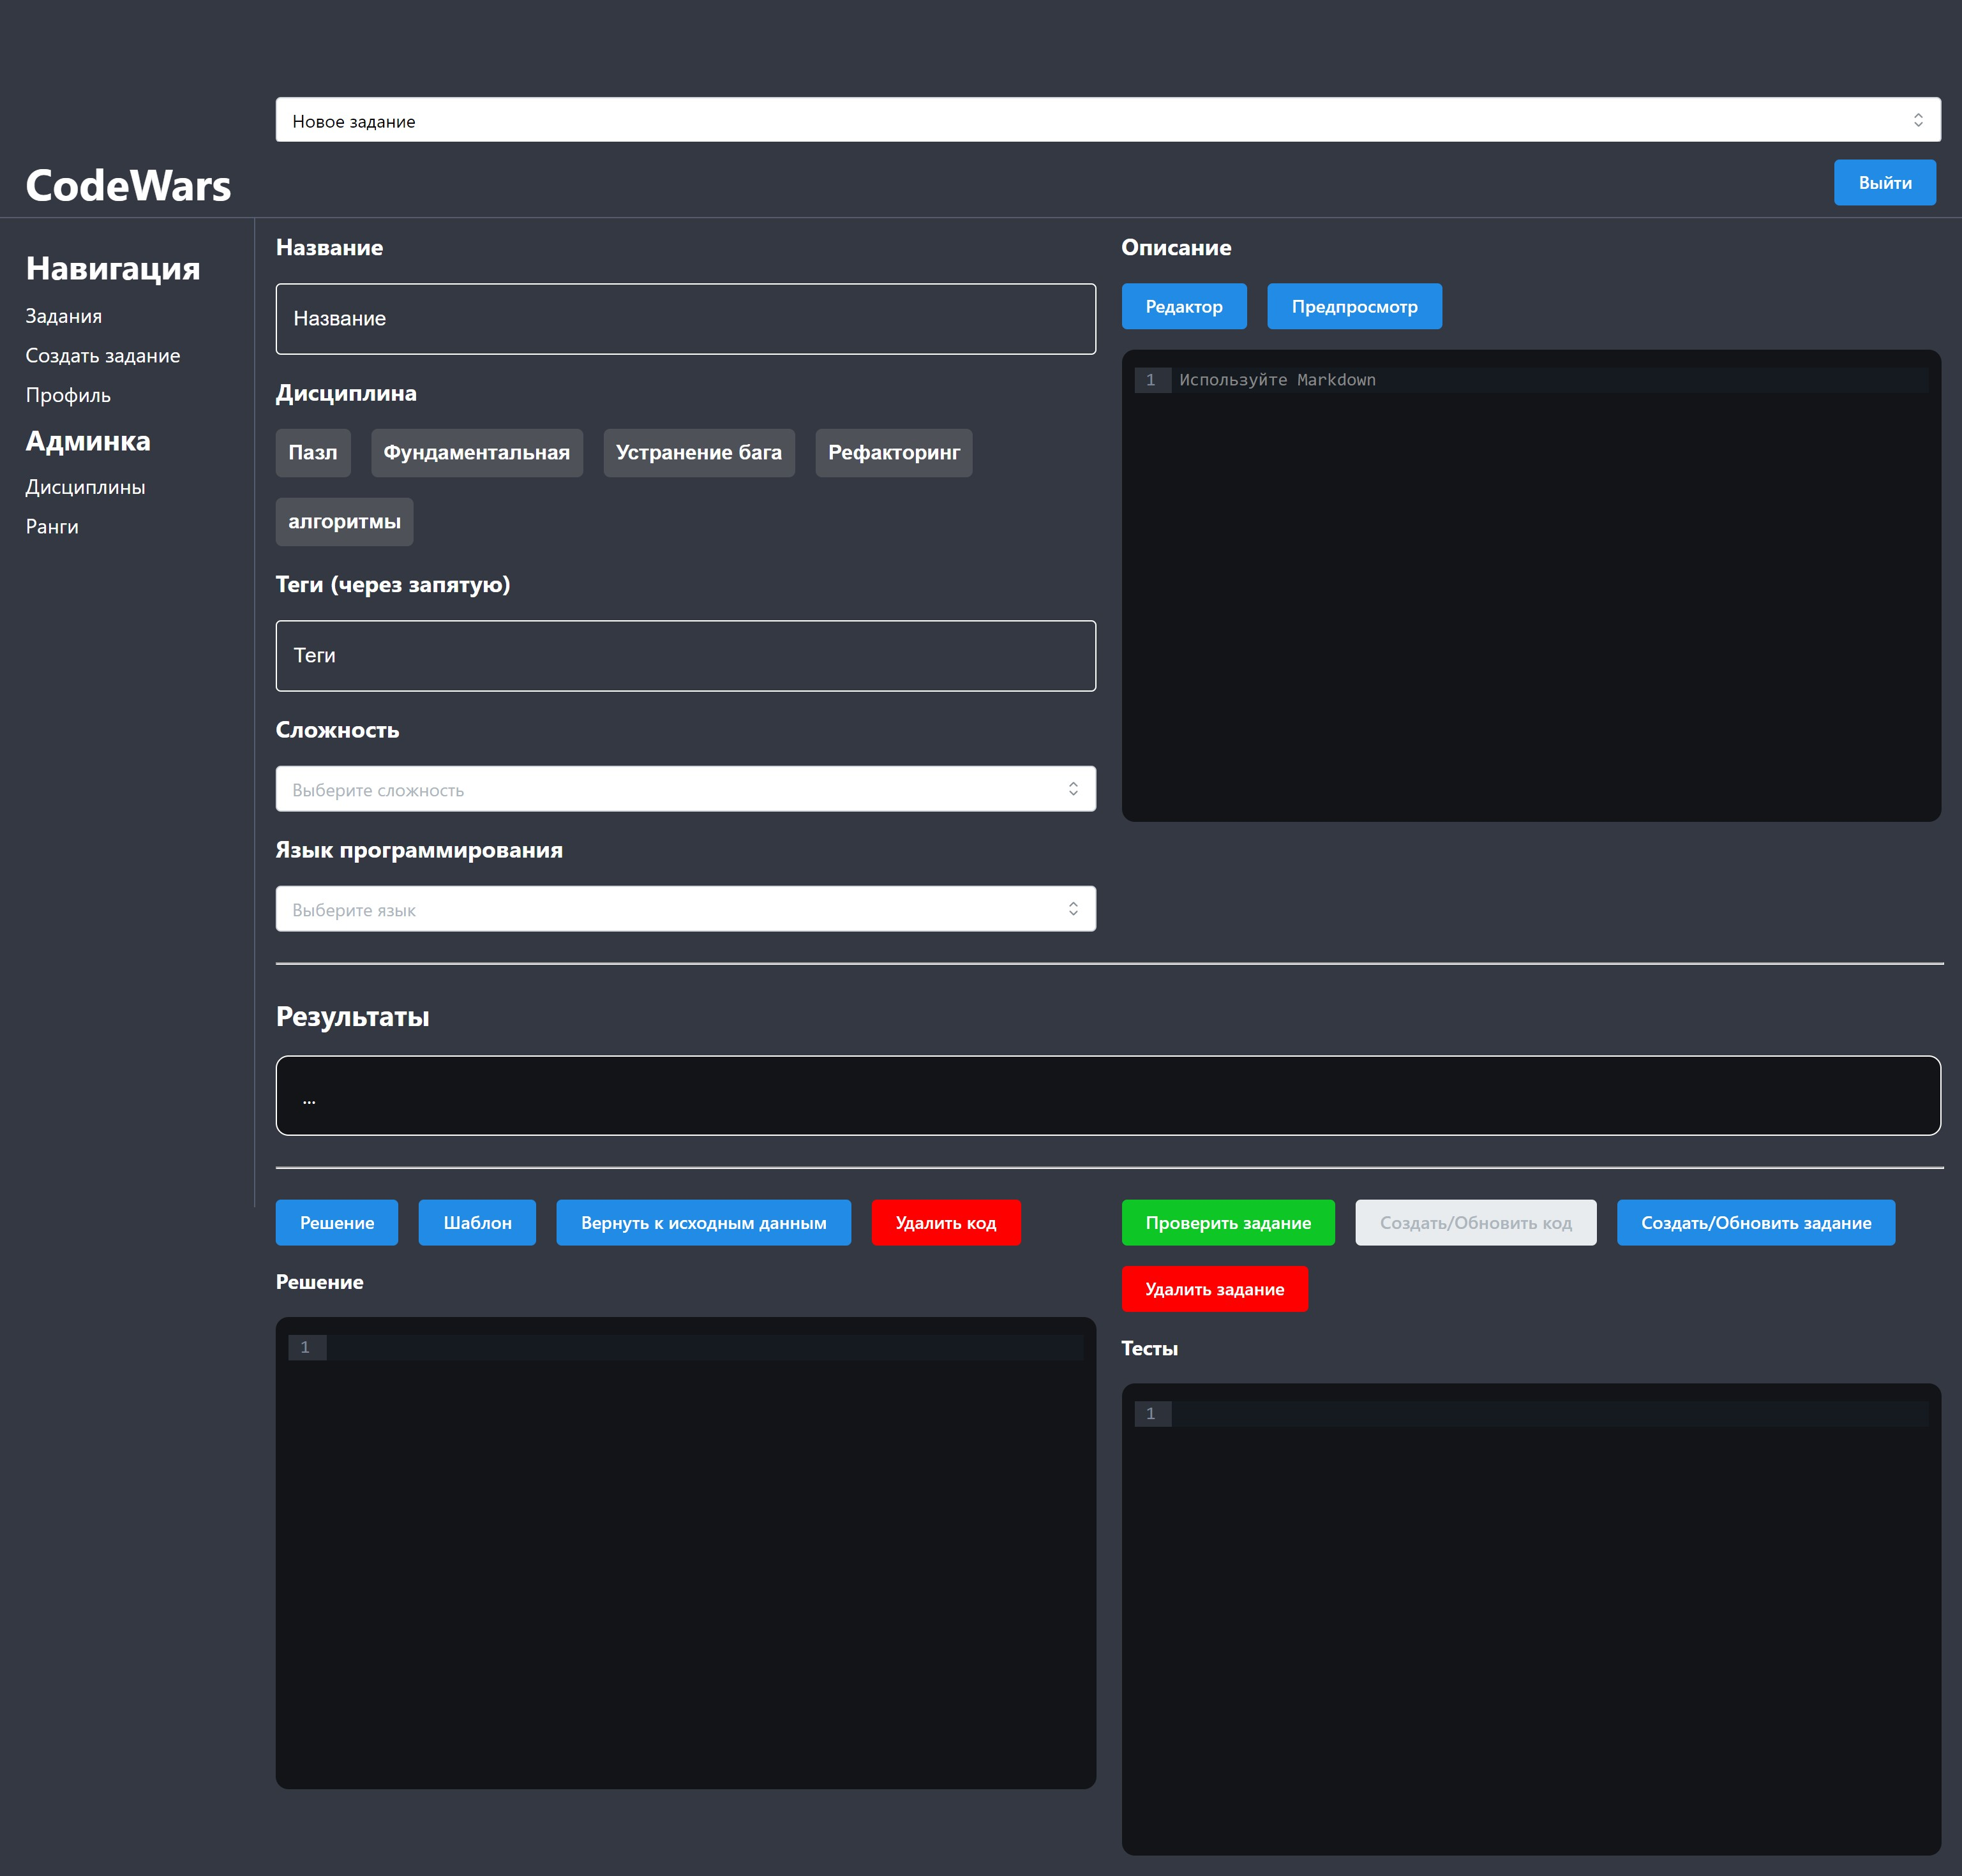 Новое задание
CodeWars
Выйти
Навигация
Задания
Создать задание
Профиль
Админка
Дисциплины
Ранги
Название
Название
Дисциплина
Пазл
Фундаментальная
Устранение бага
Рефакторинг
алгоритмы
Теги (через запятую)
Теги
Сложность
Выберите сложность
Язык программирования
Выберите язык
Описание
Редактор
Предпросмотр
1 Используйте Markdown
Результаты
...
Решение
Шаблон
Вернуть к исходным данным
Удалить код
Решение
1
Проверить задание
Создать/Обновить код
Создать/Обновить задание
Удалить задание
Тесты
1